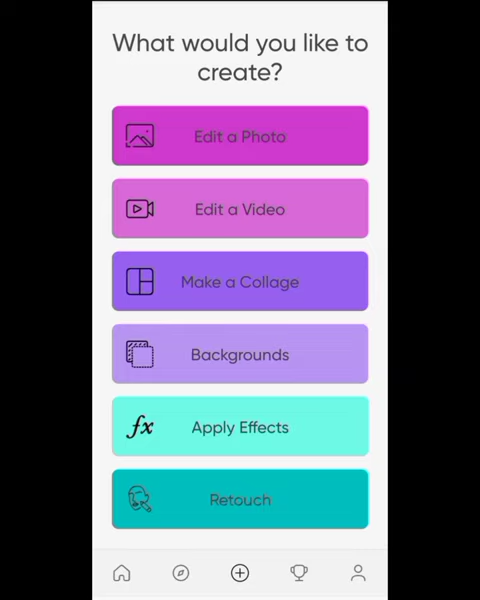 What would you like to
create?
Edit a Photo
Edit a Video
Make a Collage
Backgrounds
fx
Apply Effects
Retouch